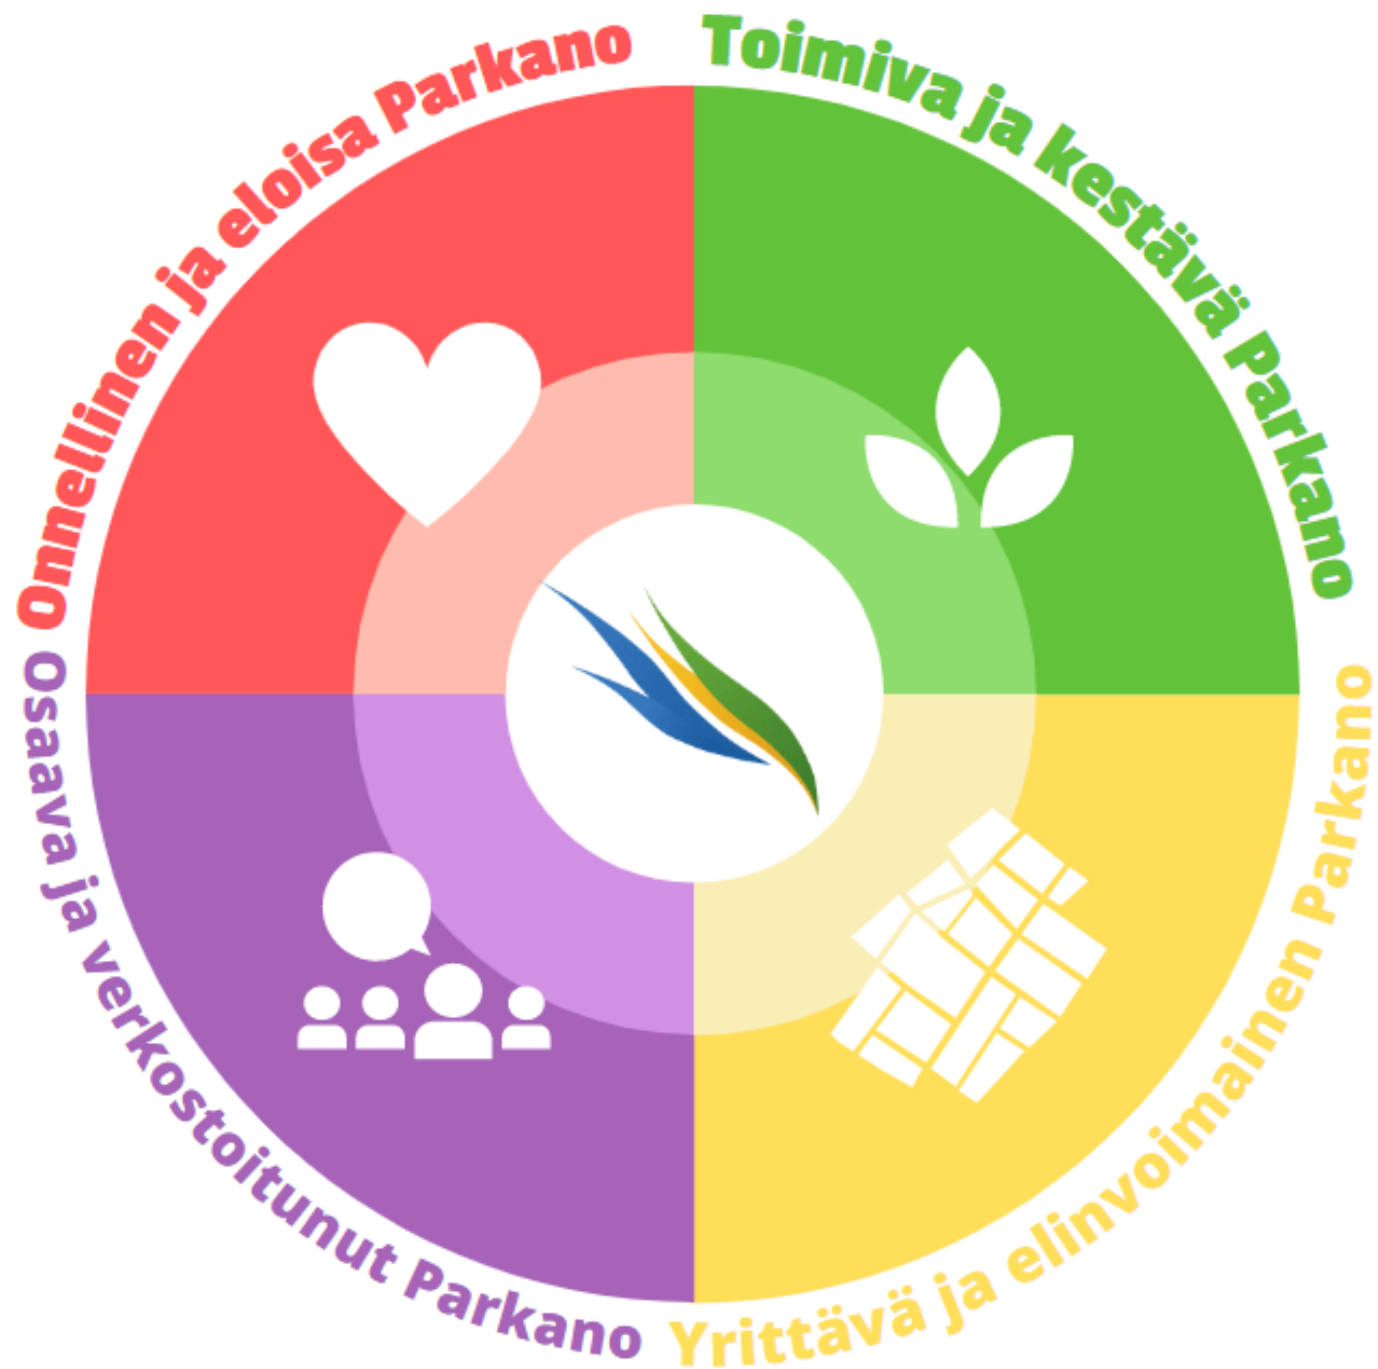 Onnellinen ja eloisa Parkano
Toimiva ja kestävä Parkano
Osaava ja verkostoitunut Parkano
Yrittävä ja elinvoimainen Parkano